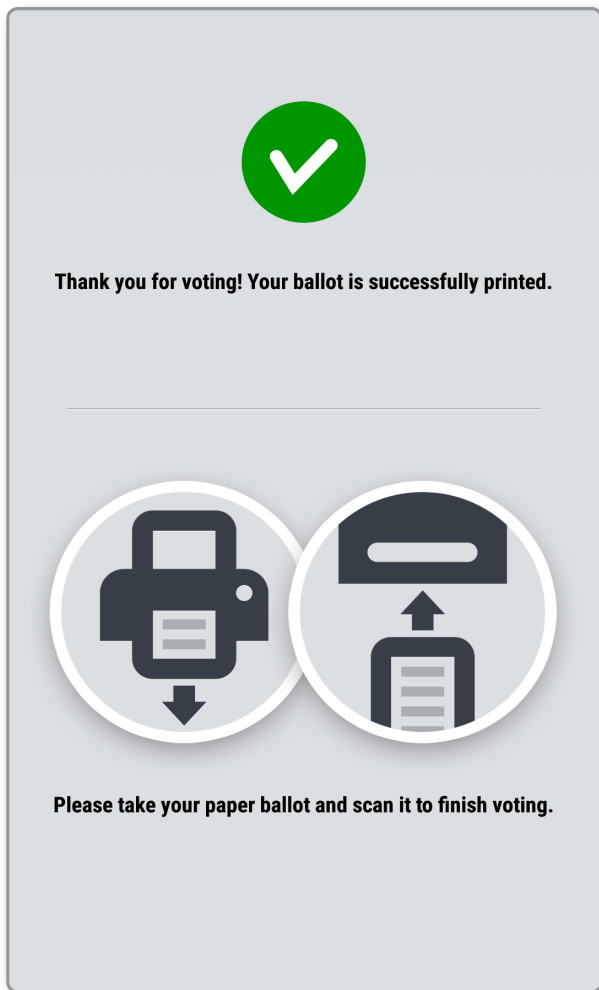 Thank you for voting! Your ballot is successfully printed.
Please take your paper ballot and scan it to finish voting.